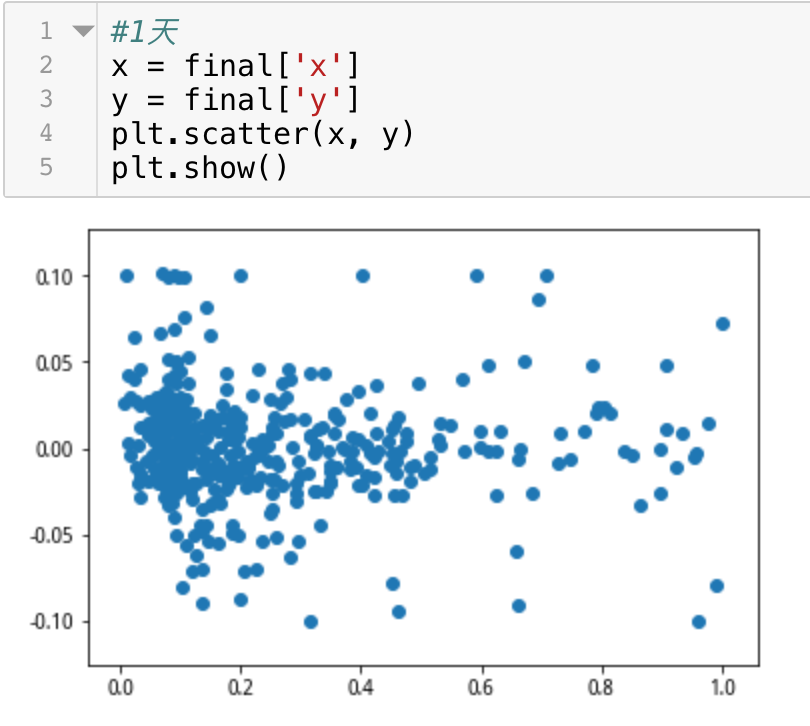 1 #1天
2 x = final['x']
3 y = final['y']
4 plt.scatter(x, y)
5 plt.show()
0.10
0.05
0.00
-0.05
-0.10
0.0 0.2 0.4 0.6 0.8 1.0